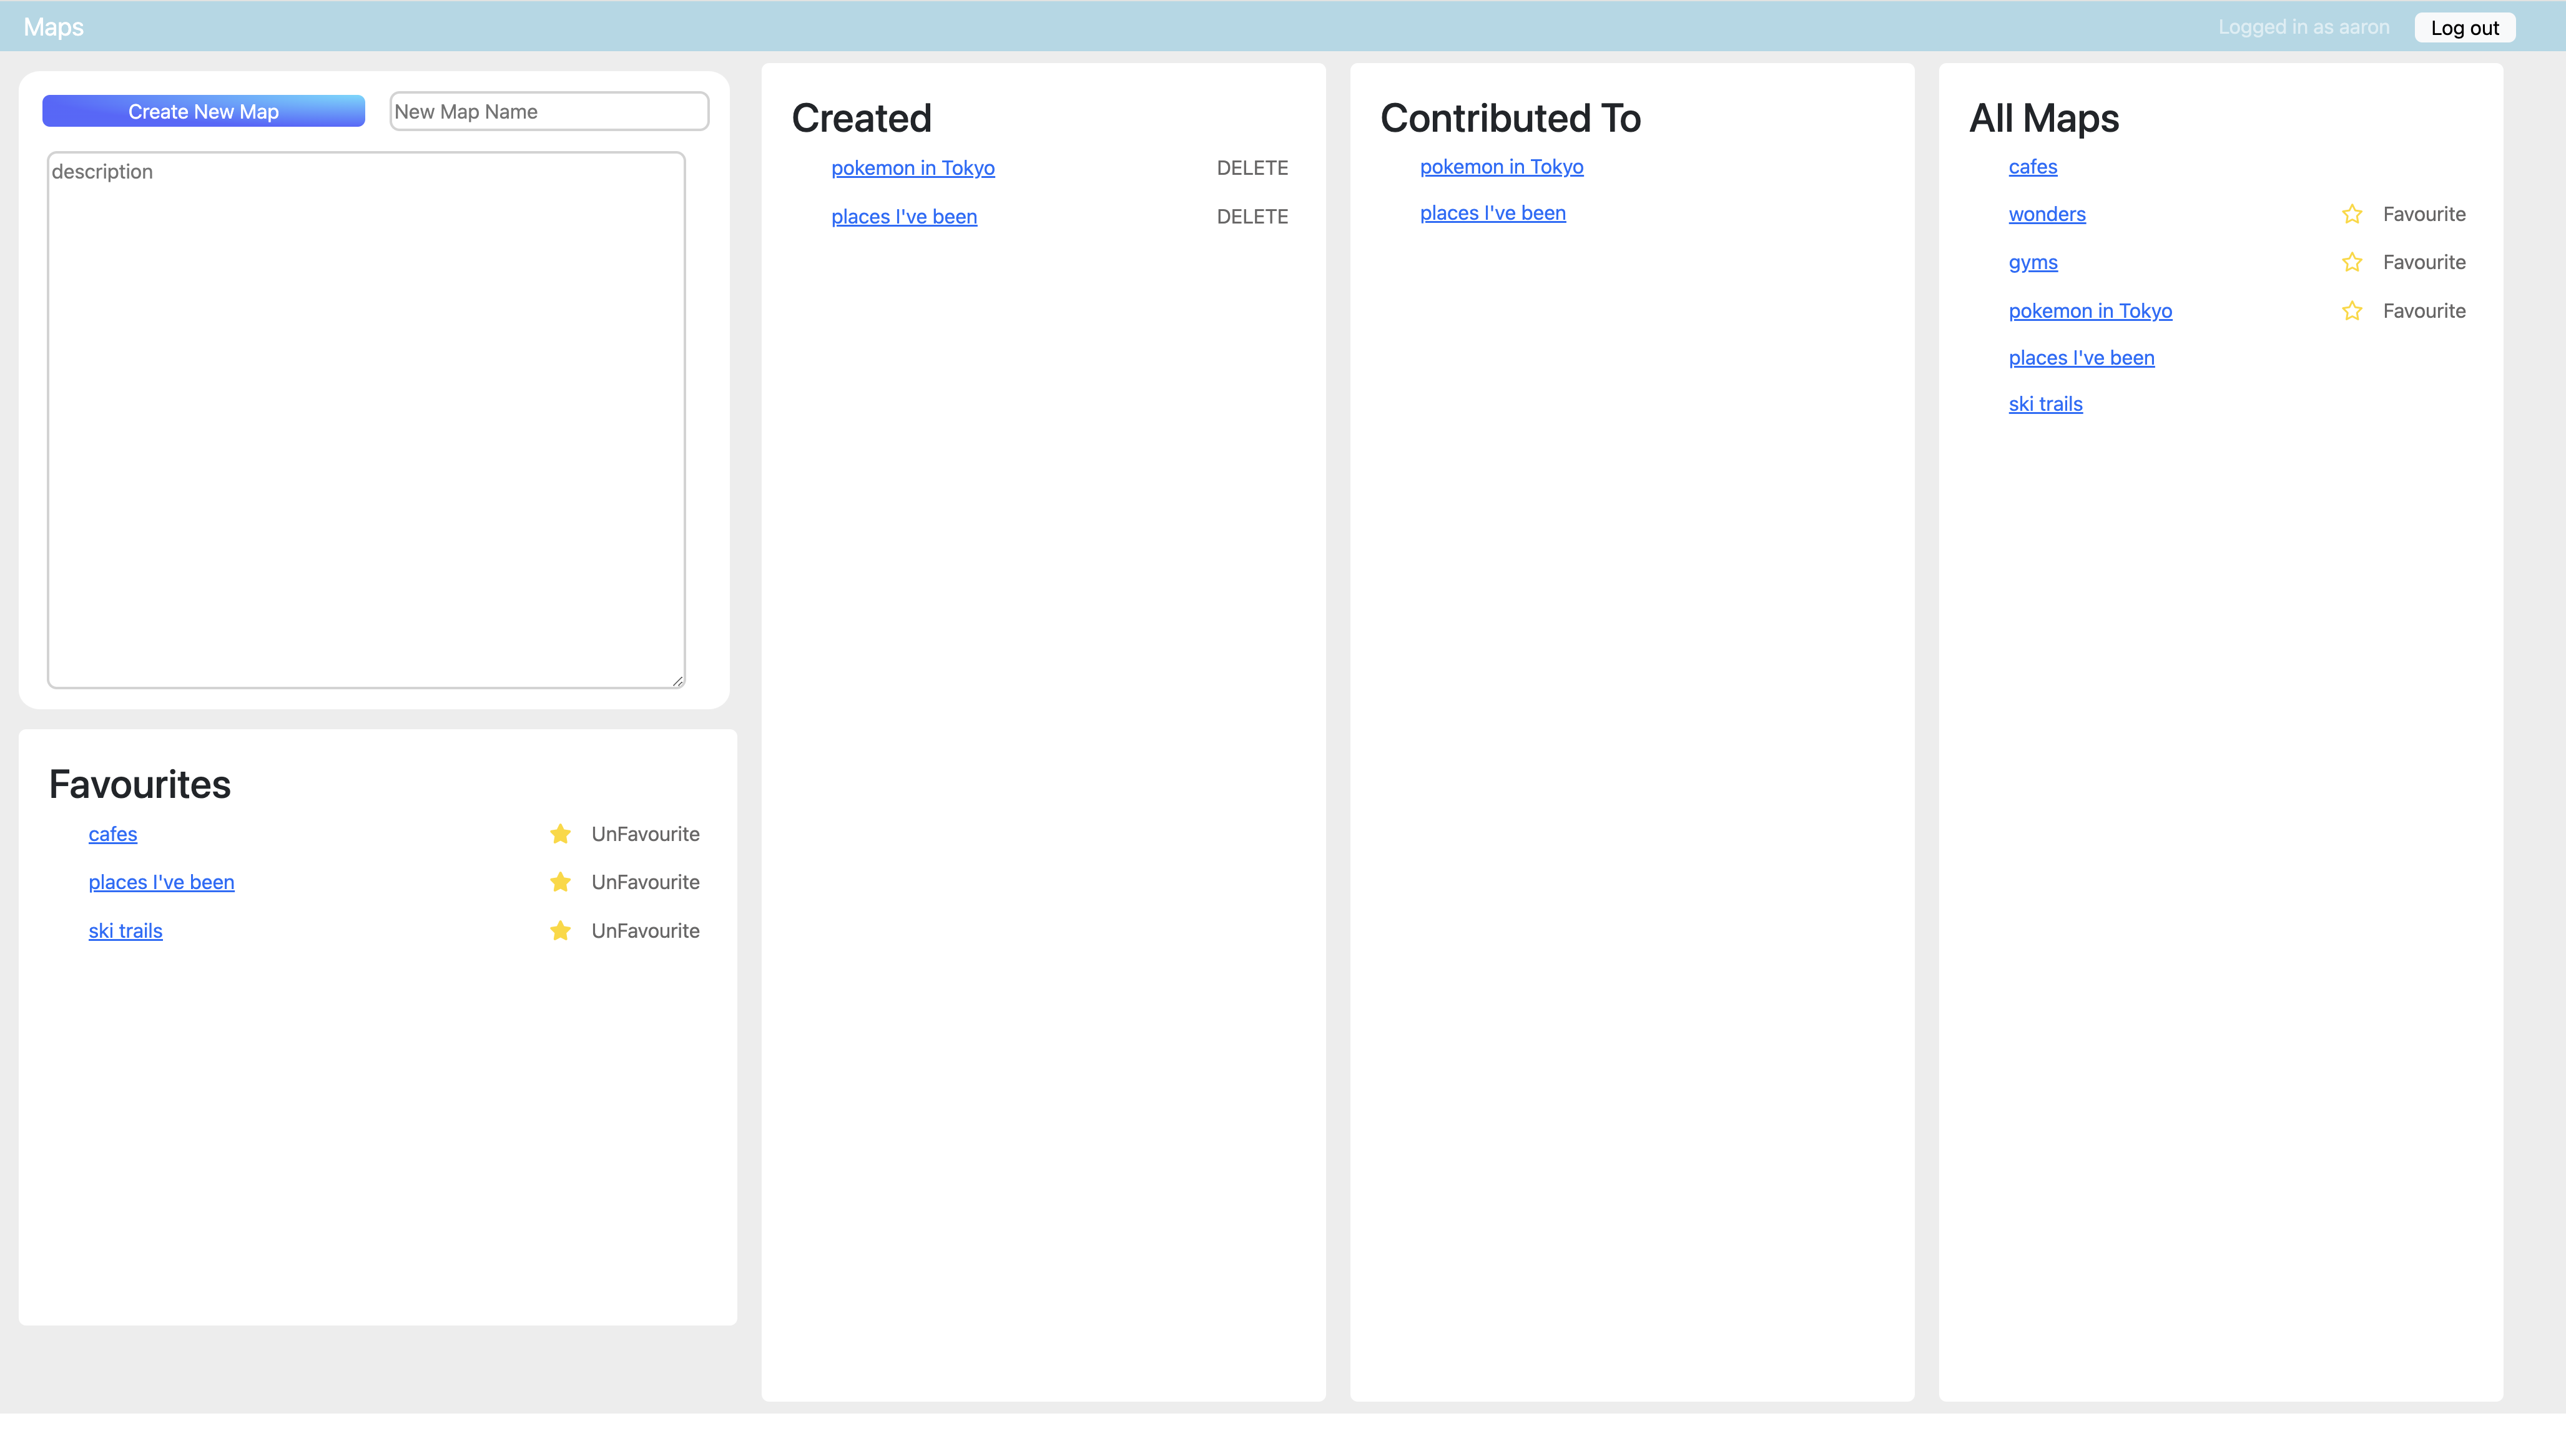 Maps
Logged in as aaron
Log out
Create New Map
New Map Name
description
Favourites
cafes UnFavourite
places I've been UnFavourite
ski trails UnFavourite
Created
pokemon in Tokyo DELETE
places I've been DELETE
Contributed To
pokemon in Tokyo
places I've been
All Maps
cafes
wonders Favourite
gyms Favourite
pokemon in Tokyo Favourite
places I've been
ski trails